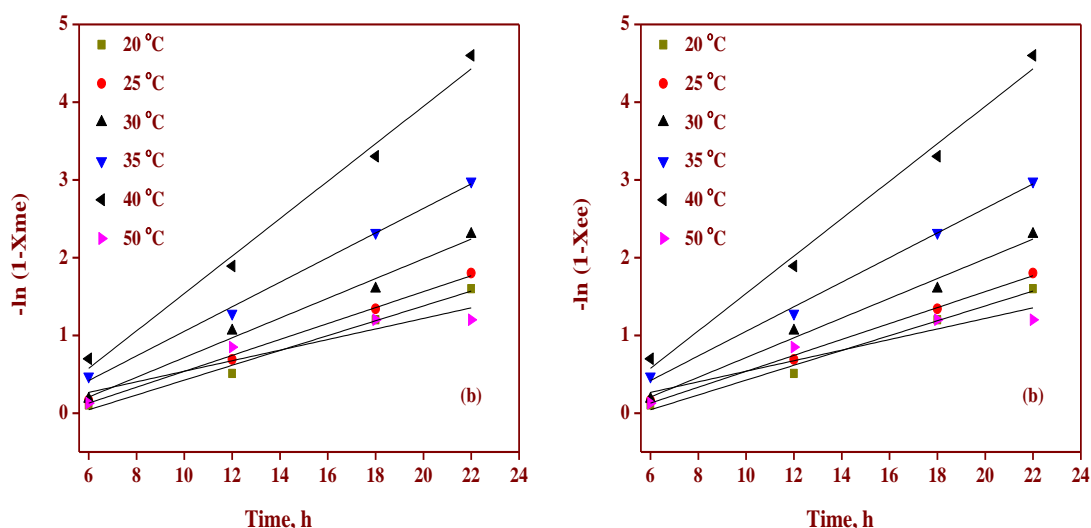 -ln (1-Xme)
5
4
3
2
1
0
20 °C
25 °C
30 °C
35 °C
40 °C
50 °C
(b)
6 8 10 12 14 16 18 20 22 24
Time, h
-ln (1-Xee)
5
4
3
2
1
0
20 °C
25 °C
30 °C
35 °C
40 °C
50 °C
(b)
6 8 10 12 14 16 18 20 22 24
Time, h